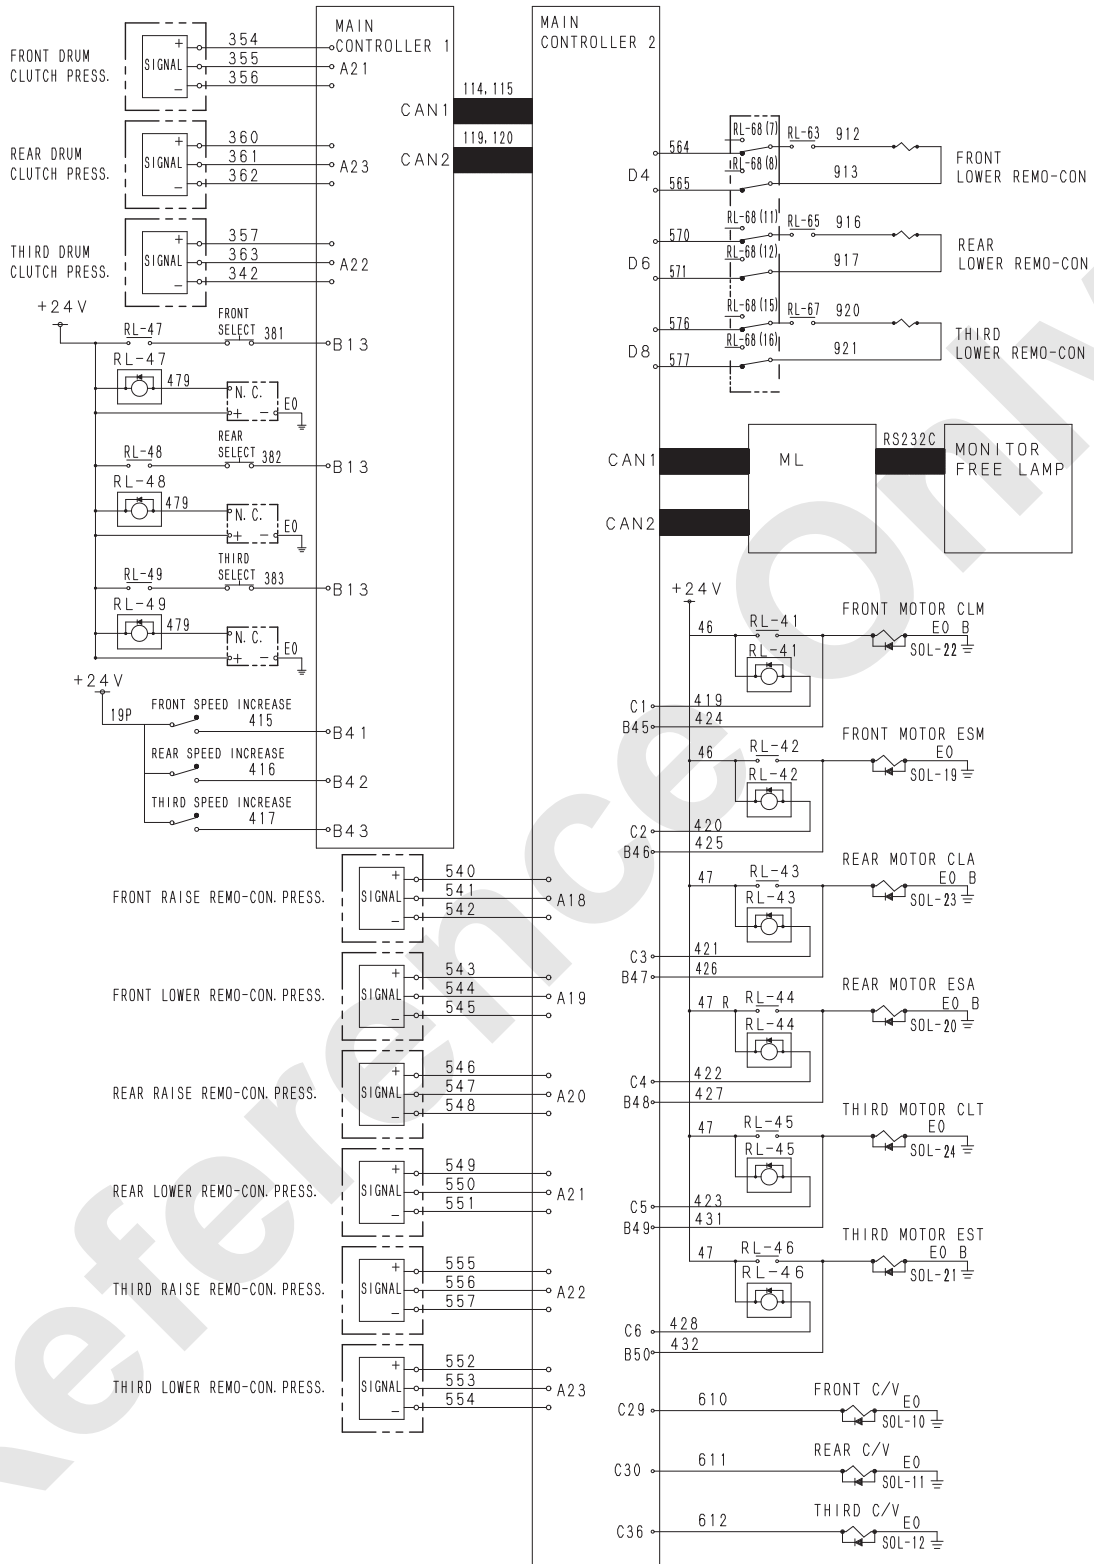 MAIN
CONTROLLER 1
FRONT DRUM
CLUTCH PRESS.
+
SIGNAL
−
354
355
356
A21
CAN1
114, 115
REAR DRUM
CLUTCH PRESS.
+
SIGNAL
−
360
361
362
A23
CAN2
119, 120
THIRD DRUM
CLUTCH PRESS.
+
SIGNAL
−
357
363
342
A22
+24V
RL-47
FRONT
SELECT
381
B13
RL-47
479
N.C.
+ −
E0
RL-48
REAR
SELECT
382
B13
RL-48
479
N.C.
+ −
E0
RL-49
THIRD
SELECT
383
B13
RL-49
479
N.C.
+ −
E0
+24V
19P
FRONT SPEED INCREASE
415
B41
REAR SPEED INCREASE
416
B42
THIRD SPEED INCREASE
417
B43
FRONT RAISE REMO-CON. PRESS.
+
SIGNAL
−
540
541
542
A18
FRONT LOWER REMO-CON. PRESS.
+
SIGNAL
−
543
544
545
A19
REAR RAISE REMO-CON. PRESS.
+
SIGNAL
−
546
547
548
A20
REAR LOWER REMO-CON. PRESS.
+
SIGNAL
−
549
550
551
A21
THIRD RAISE REMO-CON. PRESS.
+
SIGNAL
−
555
556
557
A22
THIRD LOWER REMO-CON. PRESS.
+
SIGNAL
−
552
553
554
A23
MAIN
CONTROLLER 2
D4
564
565
RL-68(7)
RL-68(8)
RL-63
912
913
FRONT
LOWER REMO-CON
D6
570
571
RL-68(11)
RL-68(12)
RL-65
916
917
REAR
LOWER REMO-CON
D8
576
577
RL-68(15)
RL-68(16)
RL-67
920
921
THIRD
LOWER REMO-CON
CAN1
CAN2
ML
RS232C
MONITOR
FREE LAMP
+24V
46
RL-41
RL-41
FRONT MOTOR CLM
E0 B
SOL-22
C1
419
B45
424
46
RL-42
RL-42
FRONT MOTOR ESM
E0
SOL-19
C2
420
B46
425
47
RL-43
RL-43
REAR MOTOR CLA
E0 B
SOL-23
C3
421
B47
426
47 R
RL-44
RL-44
REAR MOTOR ESA
E0 B
SOL-20
C4
422
B48
427
47
RL-45
RL-45
THIRD MOTOR CLT
E0
SOL-24
C5
423
B49
431
47
RL-46
RL-46
THIRD MOTOR EST
E0 B
SOL-21
C6
428
B50
432
C29
610
FRONT C/V
E0
SOL-10
C30
611
REAR C/V
E0
SOL-11
C36
612
THIRD C/V
E0
SOL-12
Reference Only